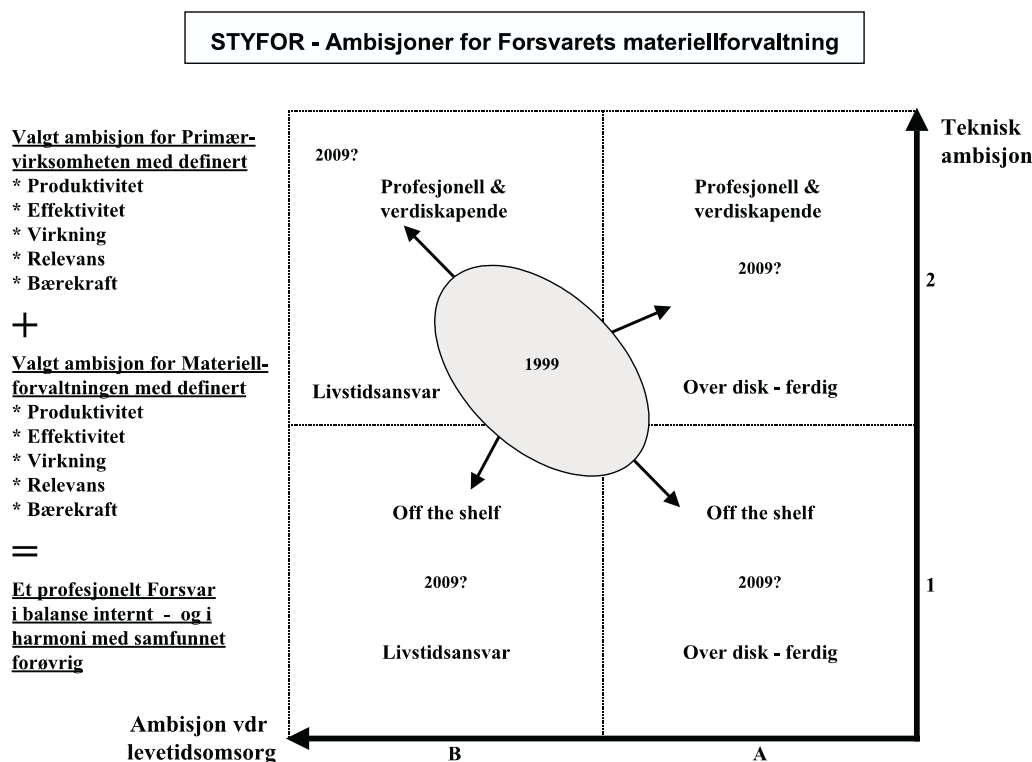 STYFOR - Ambisjoner for Forsvarets materiellforvaltning
Valgt ambisjon for Primær-
virksomheten med definert
* Produktivitet
* Effektivitet
* Virkning
* Relevans
* Bærekraft
+
Valgt ambisjon for Materiell-
forvaltningen med definert
* Produktivitet
* Effektivitet
* Virkning
* Relevans
* Bærekraft
=
Et profesjonelt Forsvar
i balanse internt - og i
harmoni med samfunnet
forøvrig
2009?
Profesjonell &
verdiskapende
Livstidsansvar
Profesjonell &
verdiskapende
2009?
Over disk - ferdig
1999
Off the shelf
2009?
Livstidsansvar
Off the shelf
2009?
Over disk - ferdig
Teknisk
ambisjon
2
1
Ambisjon vdr
levetidsomsorg
B
A